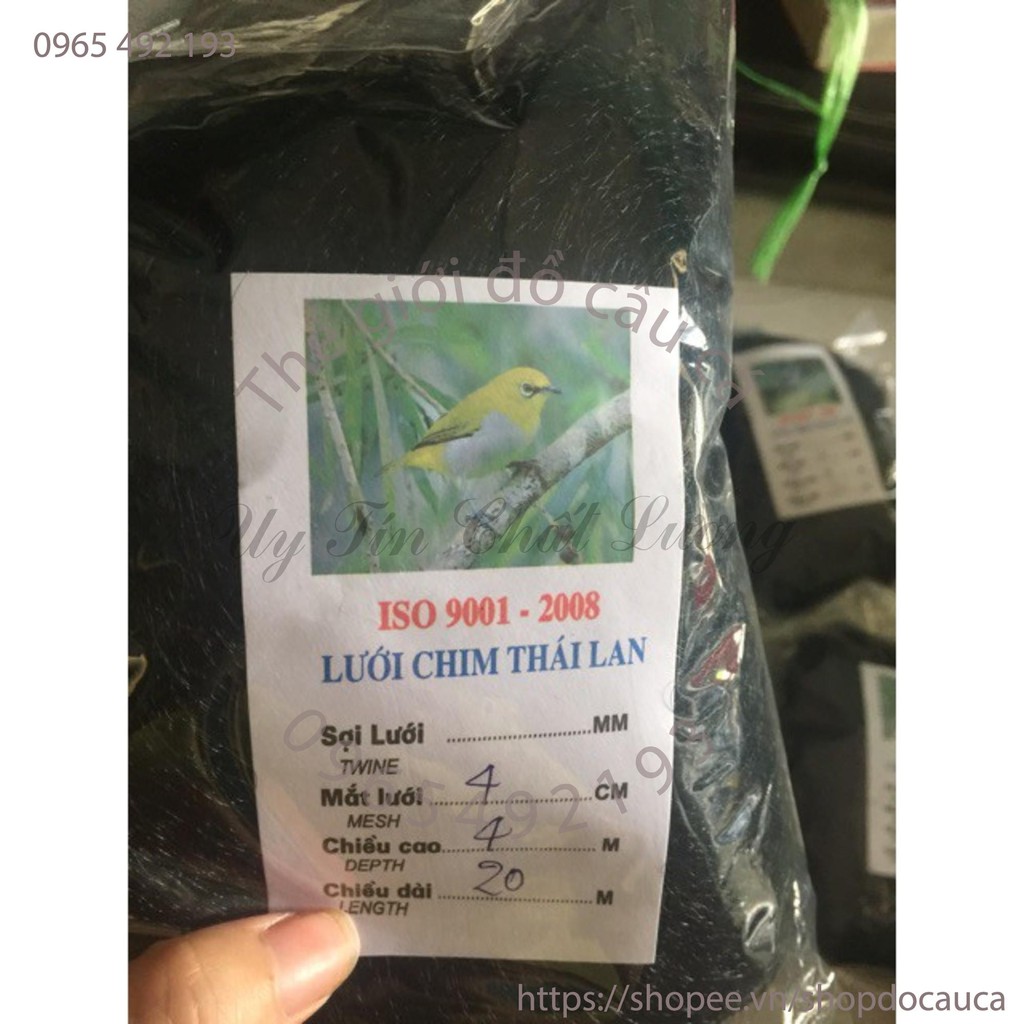 0965 492 193
Thế giới đồ câu cá
Uy Tín Chất Lượng
ISO 9001 - 2008
LƯỚI CHIM THÁI LAN
Sợi Lưới ............................MM
TWINE
Mắt lưới ....4....CM
MESH
Chiều cao....4.... M
DEPTH
Chiều dài ....20.... M
LENGTH
0965492193
https://shopee.vn/shopdocauca